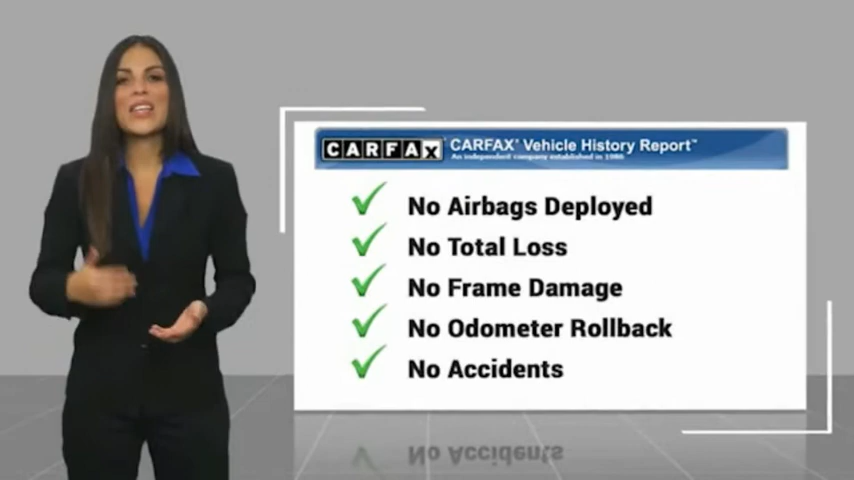 CARFAX CARFAX® Vehicle History Report™
An independent company established in 1986
No Airbags Deployed
No Total Loss
No Frame Damage
No Odometer Rollback
No Accidents
No Accidents